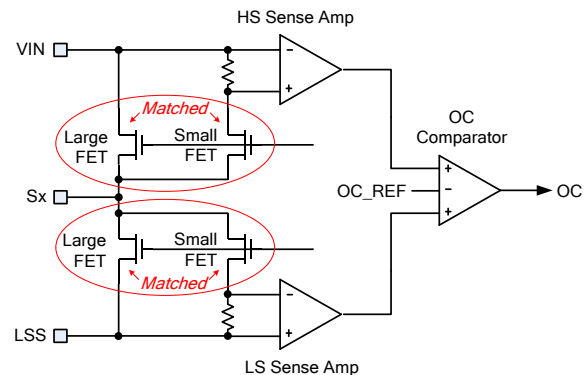 HS Sense Amp
VIN
−
+
Matched
Large
FET
Small
FET
OC
Comparator
+
OC_REF
−
OC
+
Sx
Large
FET
Small
FET
Matched
−
+
LSS
LS Sense Amp